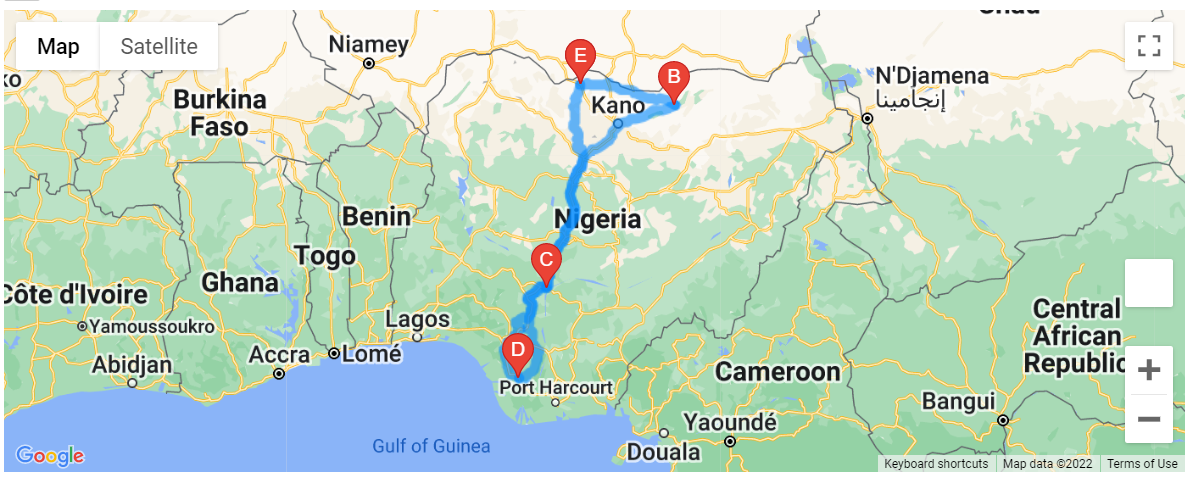 Chad
Map
Satellite
Niamey
E
B
N'Djamena
إنجامينا
Kano
Burkina
Faso
Benin
Nigeria
Togo
C
Ghana
Côte d'Ivoire
Lagos
Yamoussoukro
Central
African
Republic
Abidjan
Accra
Lomé
D
Port Harcourt
Cameroon
Bangui
Yaoundé
Gulf of Guinea
Douala
Google
Keyboard shortcuts
Map data ©2022
Terms of Use